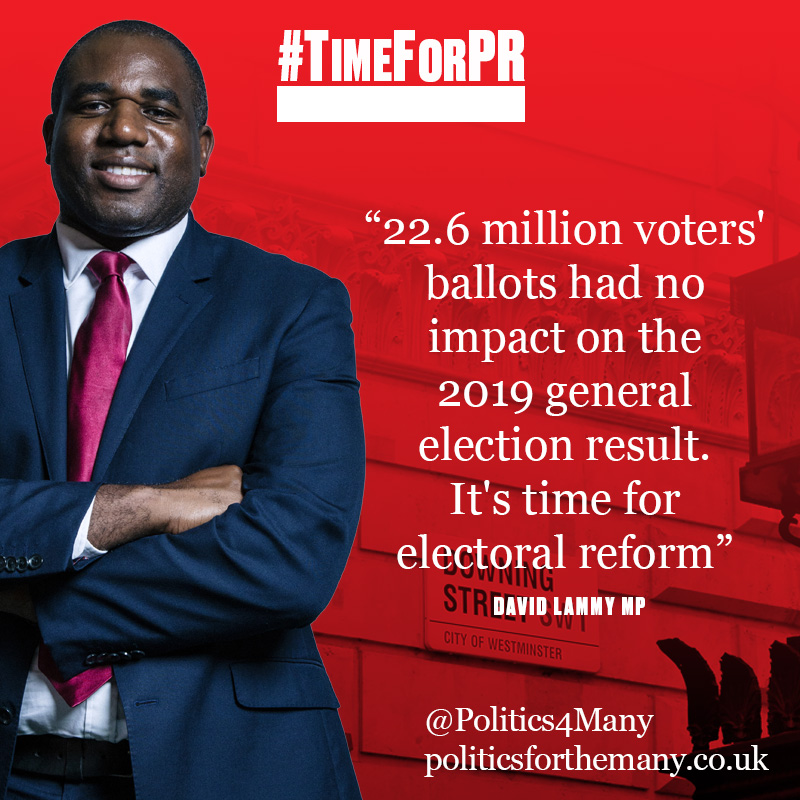 #TimeForPR
“22.6 million voters'
ballots had no
impact on the
2019 general
election result.
It's time for
electoral reform”
DAVID LAMMY MP
DOWNING
STREET SW1
CITY OF WESTMINSTER
@Politics4Many
politicsforthemany.co.uk